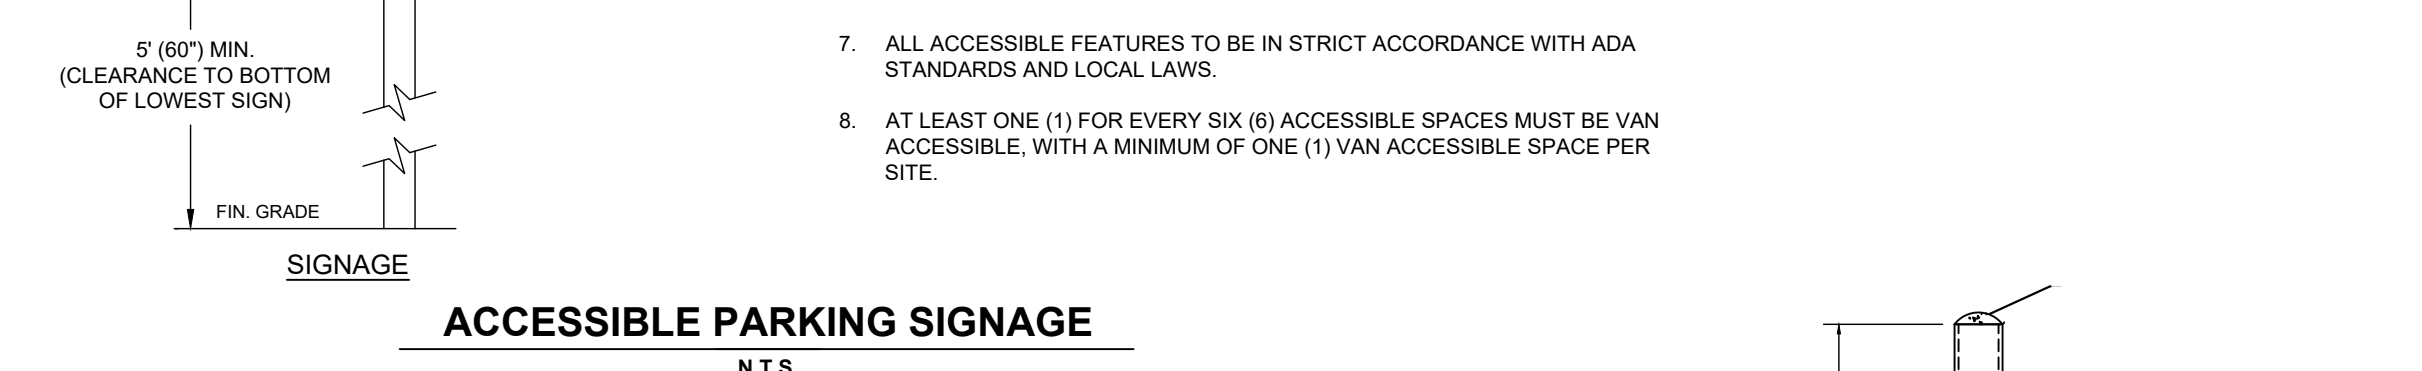 5' (60") MIN.
(CLEARANCE TO BOTTOM
OF LOWEST SIGN)
FIN. GRADE
SIGNAGE
7. ALL ACCESSIBLE FEATURES TO BE IN STRICT ACCORDANCE WITH ADA
STANDARDS AND LOCAL LAWS.
8. AT LEAST ONE (1) FOR EVERY SIX (6) ACCESSIBLE SPACES MUST BE VAN
ACCESSIBLE, WITH A MINIMUM OF ONE (1) VAN ACCESSIBLE SPACE PER
SITE.
ACCESSIBLE PARKING SIGNAGE
N.T.S.